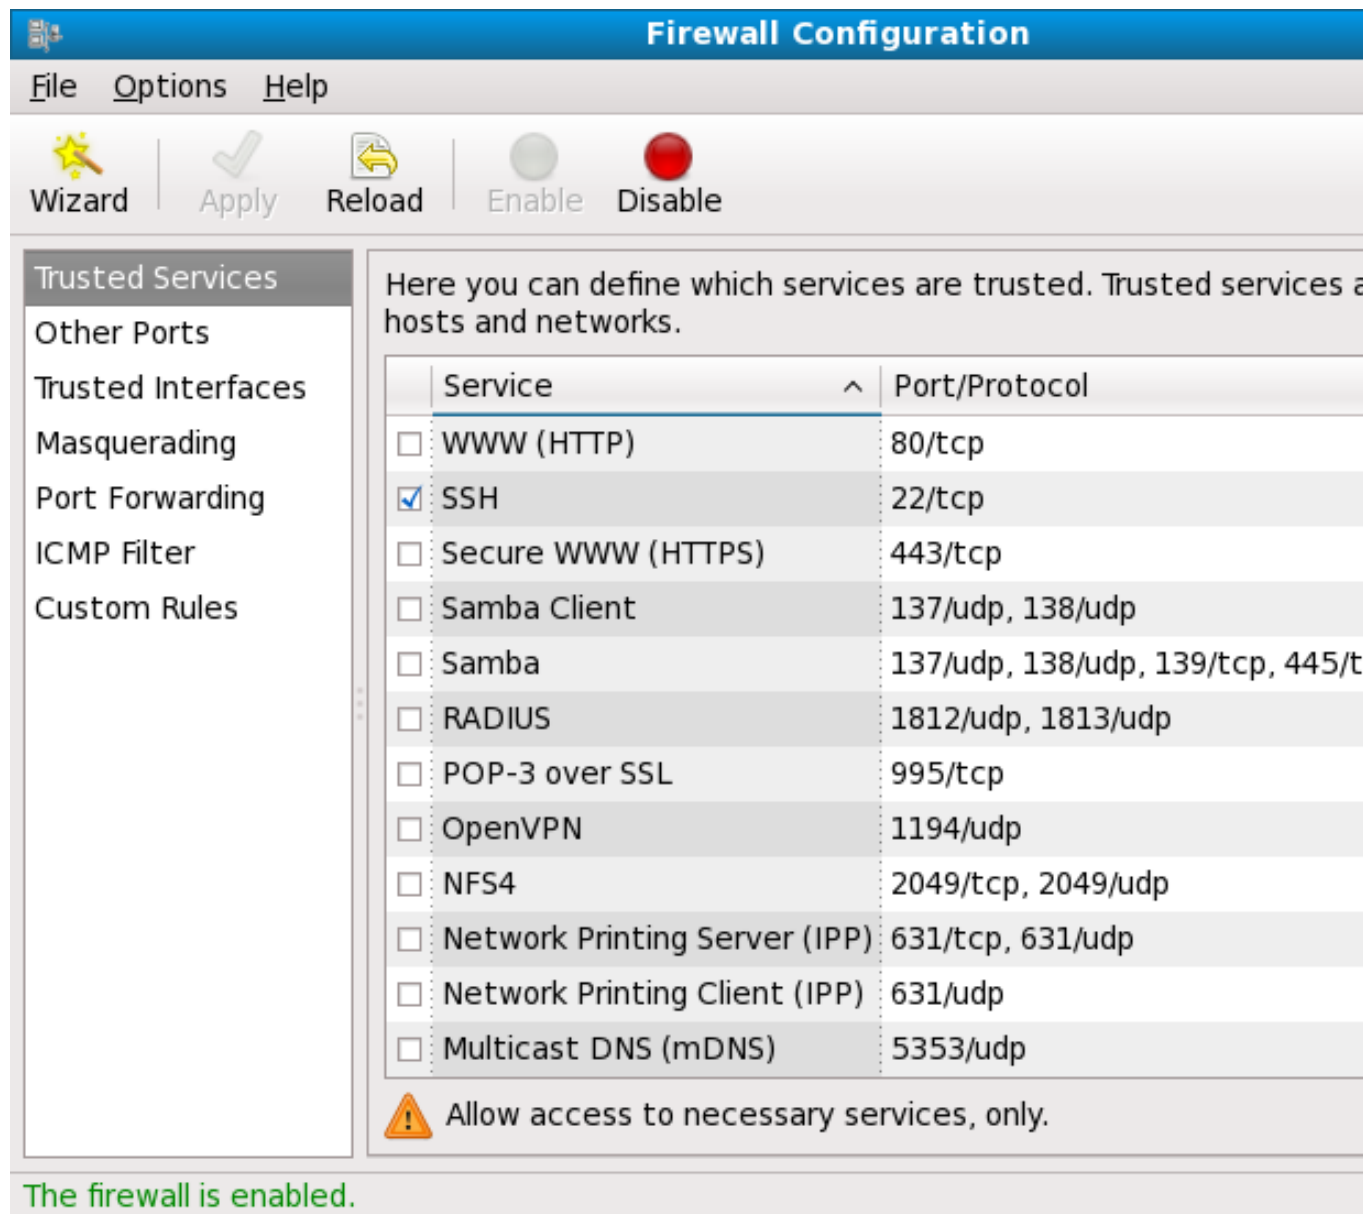 Firewall Configuration
File Options Help
Wizard Apply Reload Enable Disable
Trusted Services
Other Ports
Trusted Interfaces
Masquerading
Port Forwarding
ICMP Filter
Custom Rules
Here you can define which services are trusted. Trusted services
hosts and networks.
Service Port/Protocol
WWW (HTTP) 80/tcp
SSH 22/tcp
Secure WWW (HTTPS) 443/tcp
Samba Client 137/udp, 138/udp
Samba 137/udp, 138/udp, 139/tcp, 445/t
RADIUS 1812/udp, 1813/udp
POP-3 over SSL 995/tcp
OpenVPN 1194/udp
NFS4 2049/tcp, 2049/udp
Network Printing Server (IPP) 631/tcp, 631/udp
Network Printing Client (IPP) 631/udp
Multicast DNS (mDNS) 5353/udp
Allow access to necessary services, only.
The firewall is enabled.